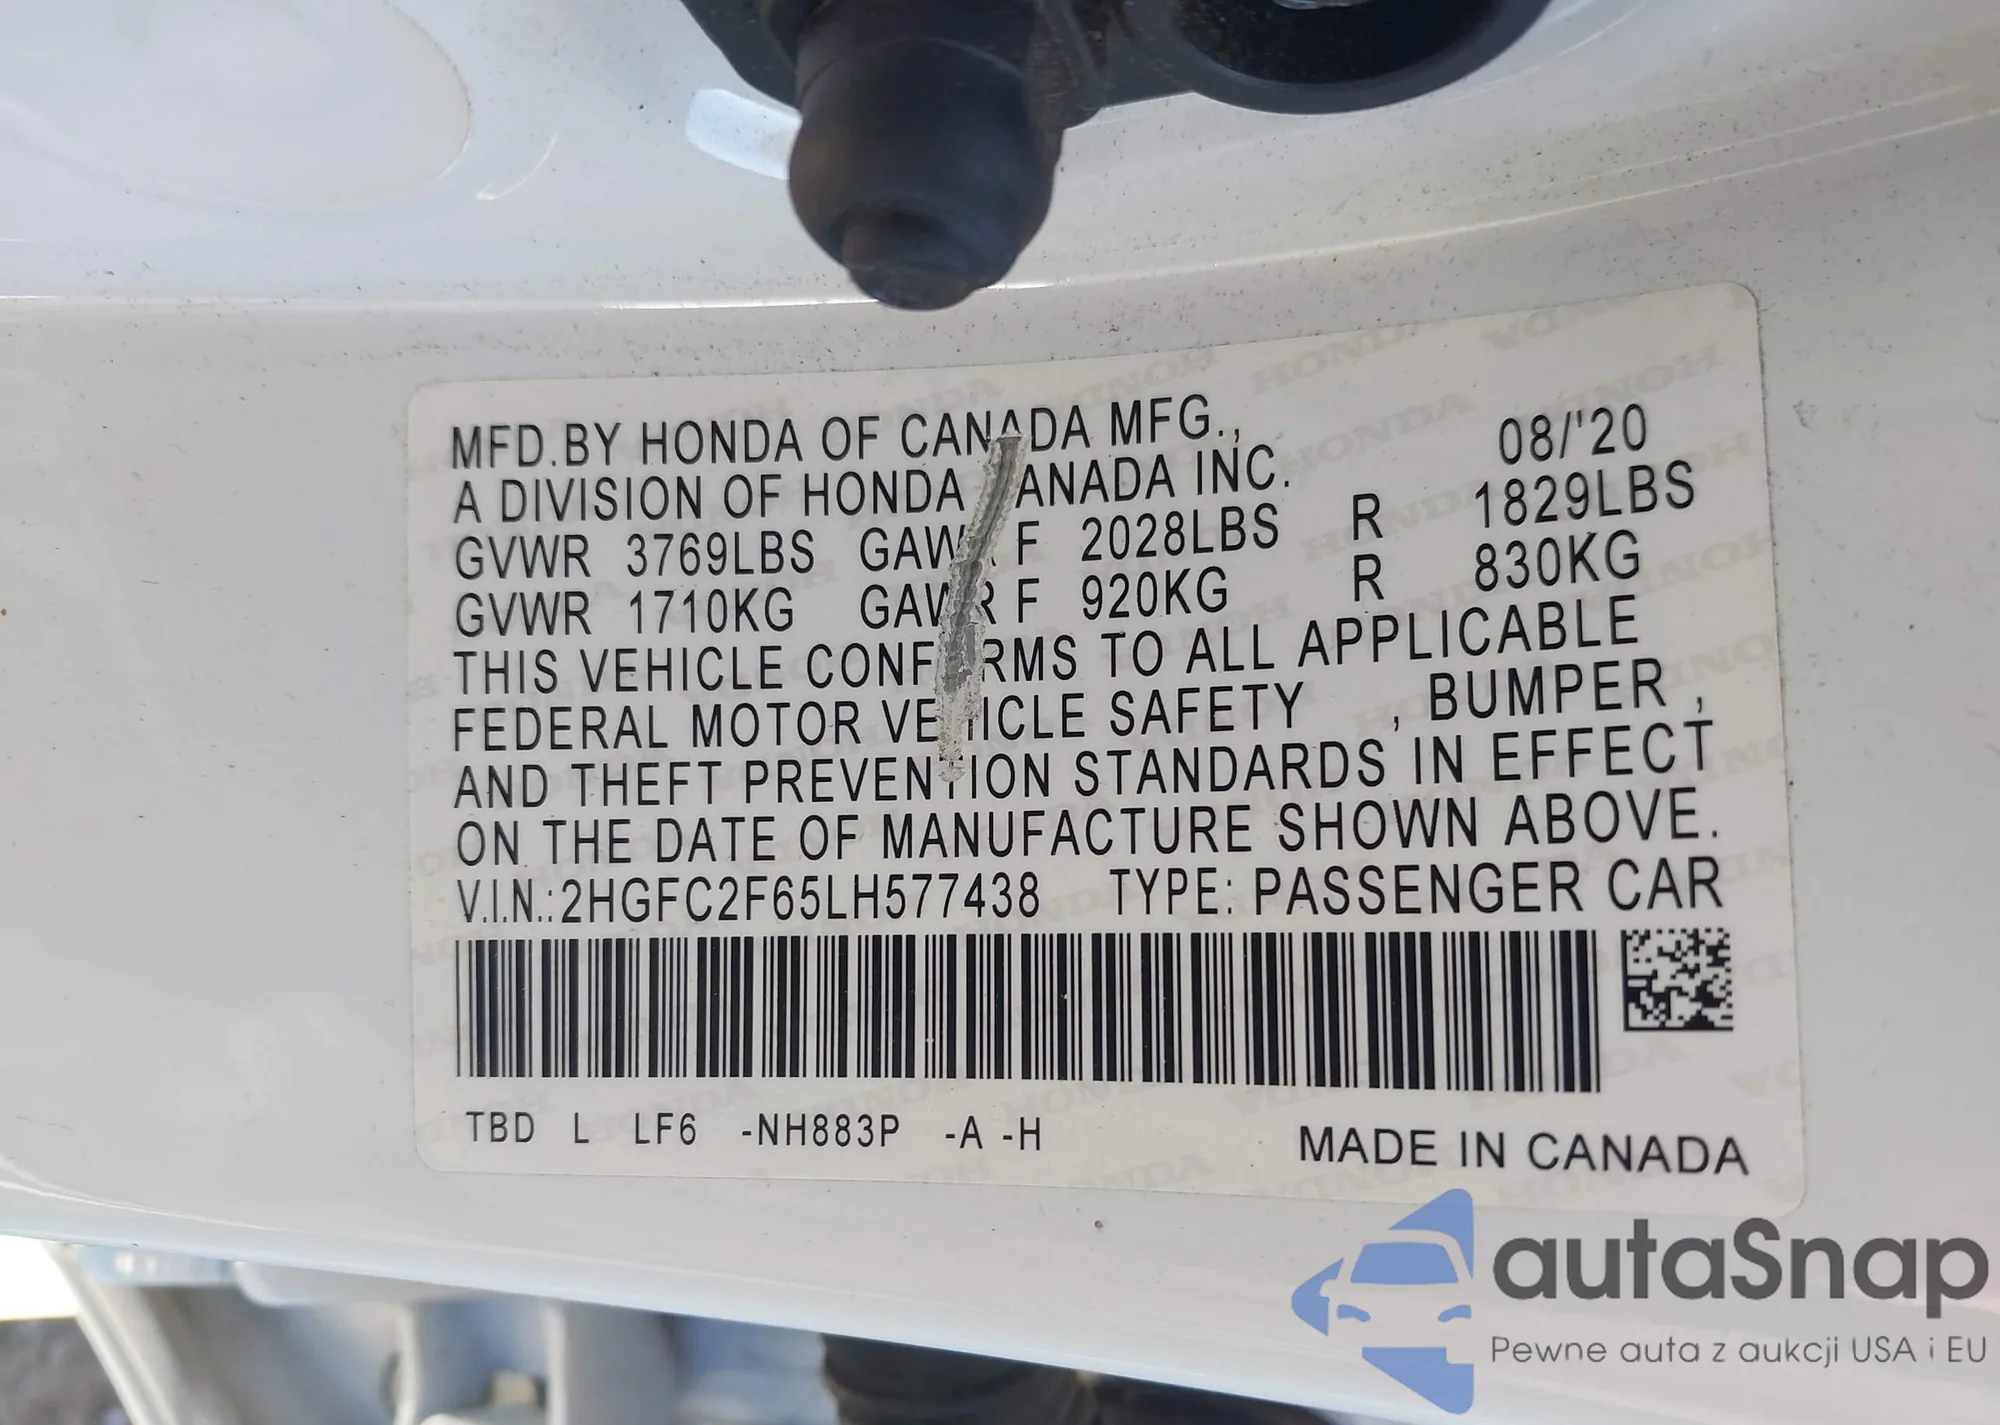 MFD.BY HONDA OF CANADA MFG., 08/'20
A DIVISION OF HONDA CANADA INC.
GVWR 3769LBS GAWR F 2028LBS R 1829LBS
GVWR 1710KG GAWR F 920KG R 830KG
THIS VEHICLE CONFORMS TO ALL APPLICABLE
FEDERAL MOTOR VEHICLE SAFETY , BUMPER ,
AND THEFT PREVENTION STANDARDS IN EFFECT
ON THE DATE OF MANUFACTURE SHOWN ABOVE.
V.I.N.:2HGFC2F65LH577438 TYPE: PASSENGER CAR
TBD L LF6 -NH883P -A -H
MADE IN CANADA
autaSnap
Pewne auta z aukcji USA i EU